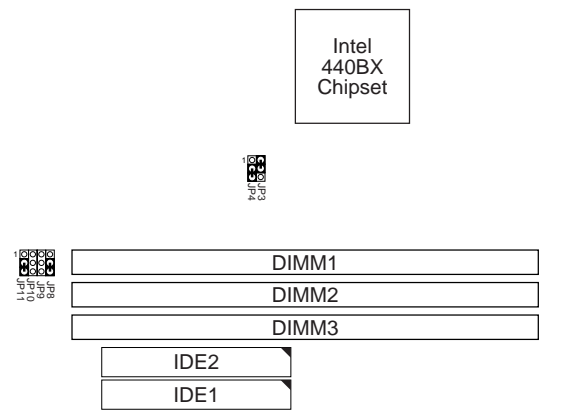 Intel
440BX
Chipset
1
JP4
JP3
1
JP11
JP10
JP9
JP8
DIMM1
DIMM2
DIMM3
IDE2
IDE1